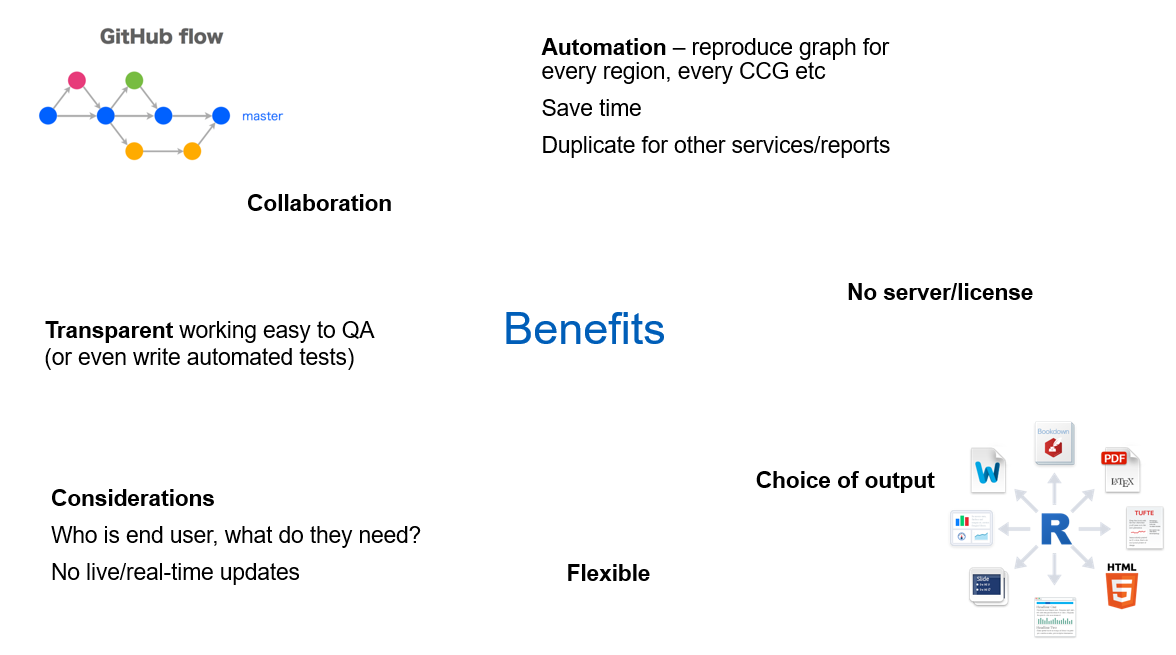 GitHub flow
master
Automation – reproduce graph for
every region, every CCG etc
Save time
Duplicate for other services/reports
Collaboration
No server/license
Transparent working easy to QA
(or even write automated tests)
Benefits
Choice of output
Bookdown
W
PDF
LATEX
TUFTE
R
HTML
5
Slide
Considerations
Who is end user, what do they need?
No live/real-time updates
Flexible